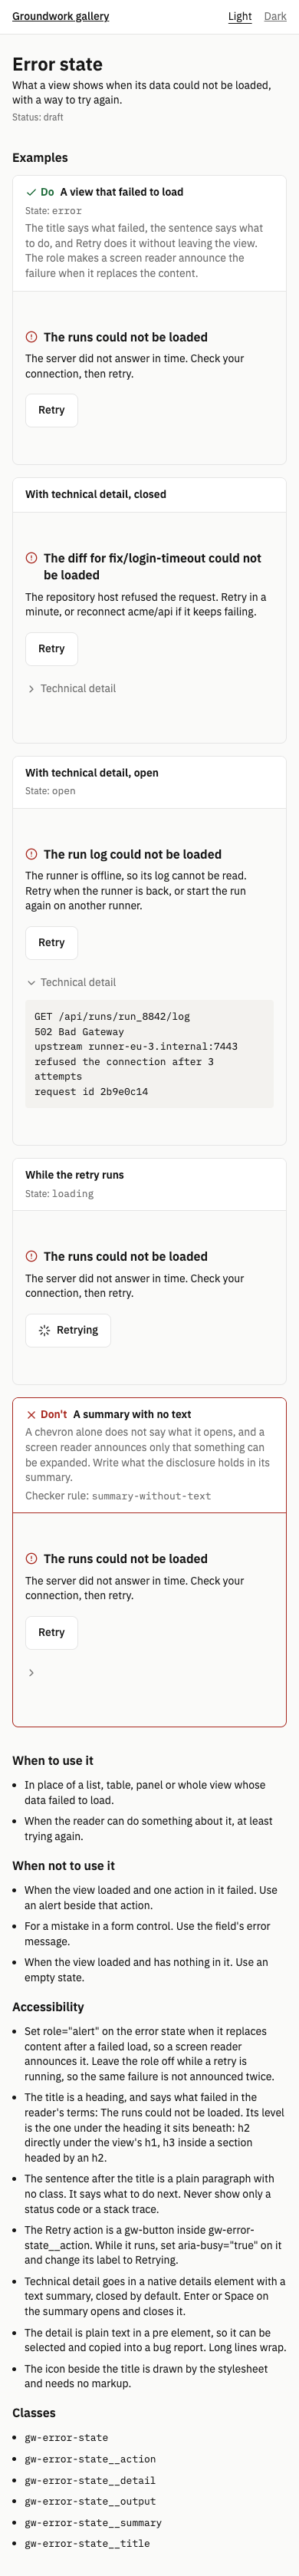 Groundwork gallery
Light Dark
Error state
What a view shows when its data could not be loaded,
with a way to try again.
Status: draft
Examples
Do A view that failed to load
State: error
The title says what failed, the sentence says what
to do, and Retry does it without leaving the view.
The role makes a screen reader announce the
failure when it replaces the content.
The runs could not be loaded
The server did not answer in time. Check your
connection, then retry.
Retry
With technical detail, closed
The diff for fix/login-timeout could not
be loaded
The repository host refused the request. Retry in a
minute, or reconnect acme/api if it keeps failing.
Retry
Technical detail
With technical detail, open
State: open
The run log could not be loaded
The runner is offline, so its log cannot be read.
Retry when the runner is back, or start the run
again on another runner.
Retry
Technical detail
GET /api/runs/run_8842/log
502 Bad Gateway
upstream runner-eu-3.internal:7443
refused the connection after 3
attempts
request id 2b9e0c14
While the retry runs
State: loading
The runs could not be loaded
The server did not answer in time. Check your
connection, then retry.
Retrying
Don't A summary with no text
A chevron alone does not say what it opens, and a
screen reader announces only that something can
be expanded. Write what the disclosure holds in its
summary.
Checker rule: summary-without-text
The runs could not be loaded
The server did not answer in time. Check your
connection, then retry.
Retry
When to use it
• In place of a list, table, panel or whole view whose
data failed to load.
• When the reader can do something about it, at least
trying again.
When not to use it
• When the view loaded and one action in it failed. Use
an alert beside that action.
• For a mistake in a form control. Use the field's error
message.
• When the view loaded and has nothing in it. Use an
empty state.
Accessibility
• Set role="alert" on the error state when it replaces
content after a failed load, so a screen reader
announces it. Leave the role off while a retry is
running, so the same failure is not announced twice.
• The title is a heading, and says what failed in the
reader's terms: The runs could not be loaded. Its level
is the one under the heading it sits beneath: h2
directly under the view's h1, h3 inside a section
headed by an h2.
• The sentence after the title is a plain paragraph with
no class. It says what to do next. Never show only a
status code or a stack trace.
• The Retry action is a gw-button inside gw-error-
state__action. While it runs, set aria-busy="true" on it
and change its label to Retrying.
• Technical detail goes in a native details element with a
text summary, closed by default. Enter or Space on
the summary opens and closes it.
• The detail is plain text in a pre element, so it can be
selected and copied into a bug report. Long lines wrap.
• The icon beside the title is drawn by the stylesheet
and needs no markup.
Classes
• gw-error-state
• gw-error-state__action
• gw-error-state__detail
• gw-error-state__output
• gw-error-state__summary
• gw-error-state__title